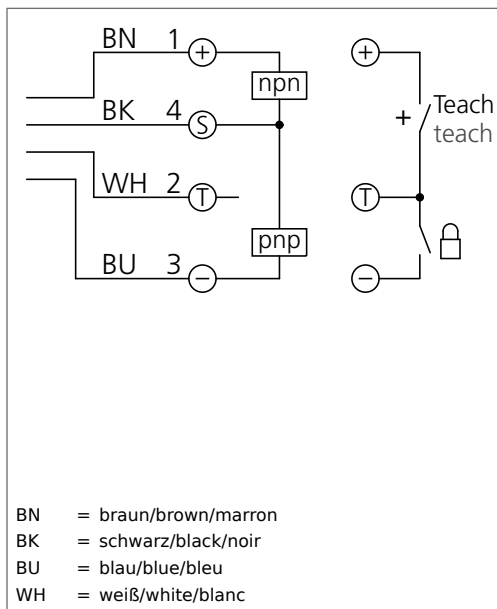 BN 1 + +
npn
Teach
+
teach
BK 4 S
WH 2 T T
pnp
BU 3 − −
BN = braun/brown/marron
BK = schwarz/black/noir
BU = blau/blue/bleu
WH = weiß/white/blanc